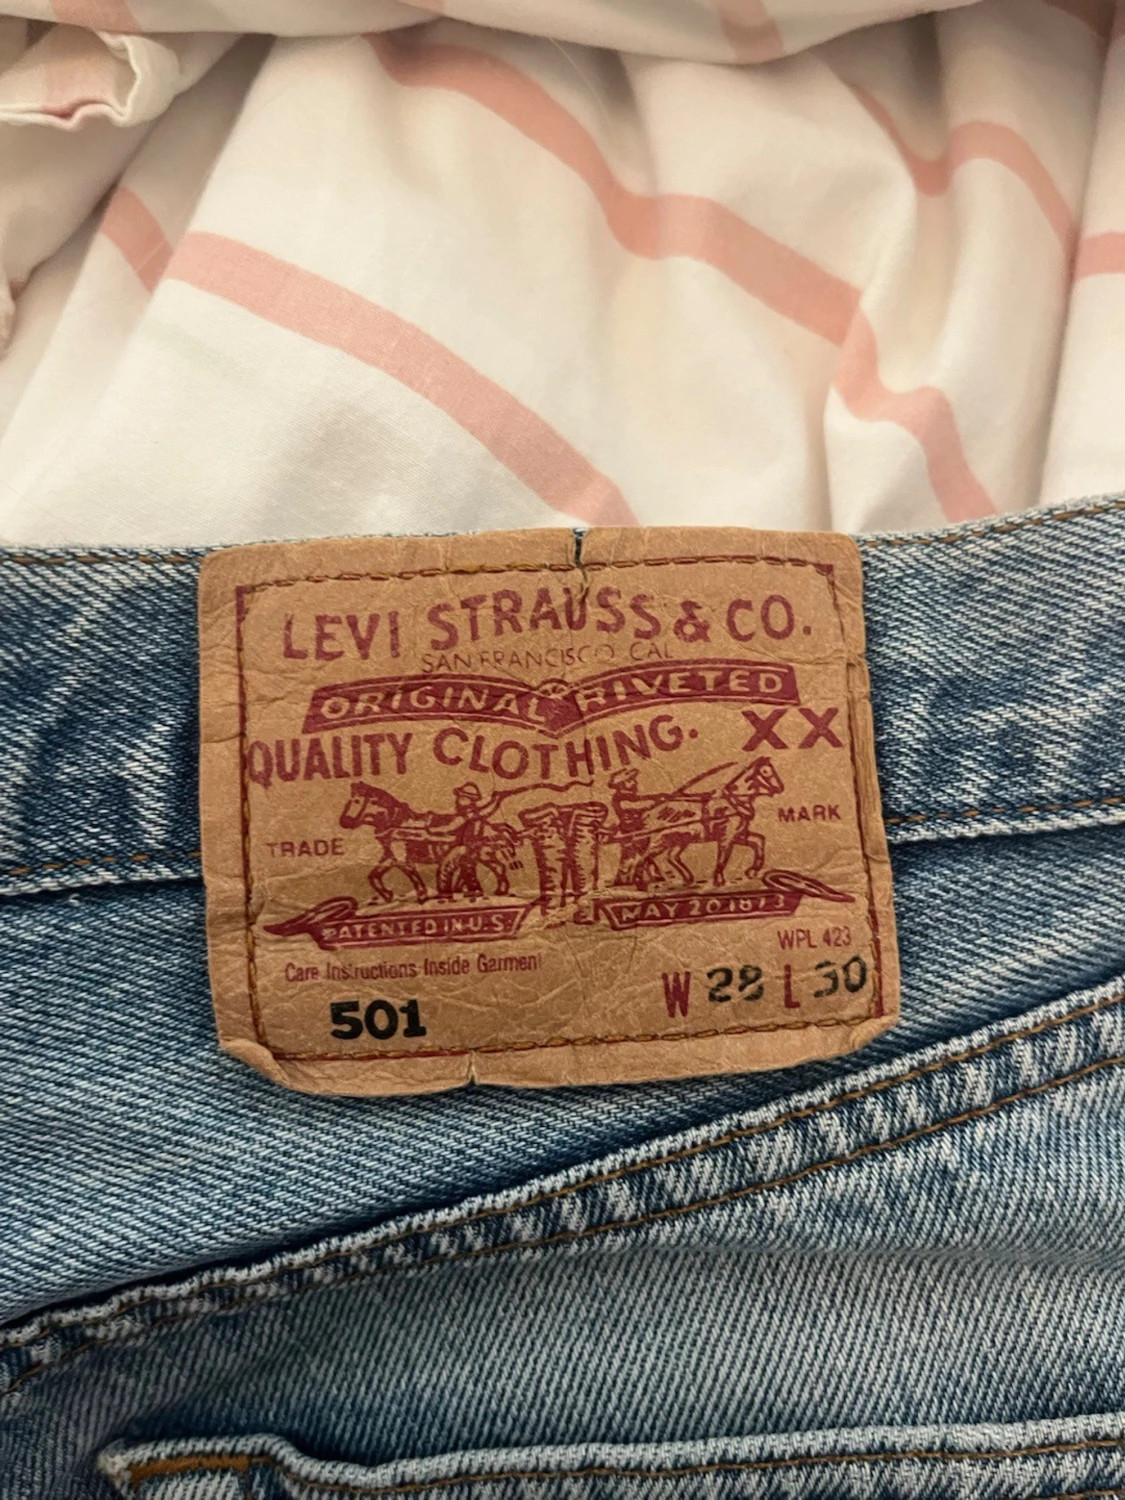 LEVI STRAUSS & CO.
SAN FRANCISCO CAL
ORIGINAL RIVETED
QUALITY CLOTHING. XX
TRADE MARK
PATENTED IN U.S. MAY 20 1873
WPL 423
Care Instructions Inside Garment
501 W 28 L 30